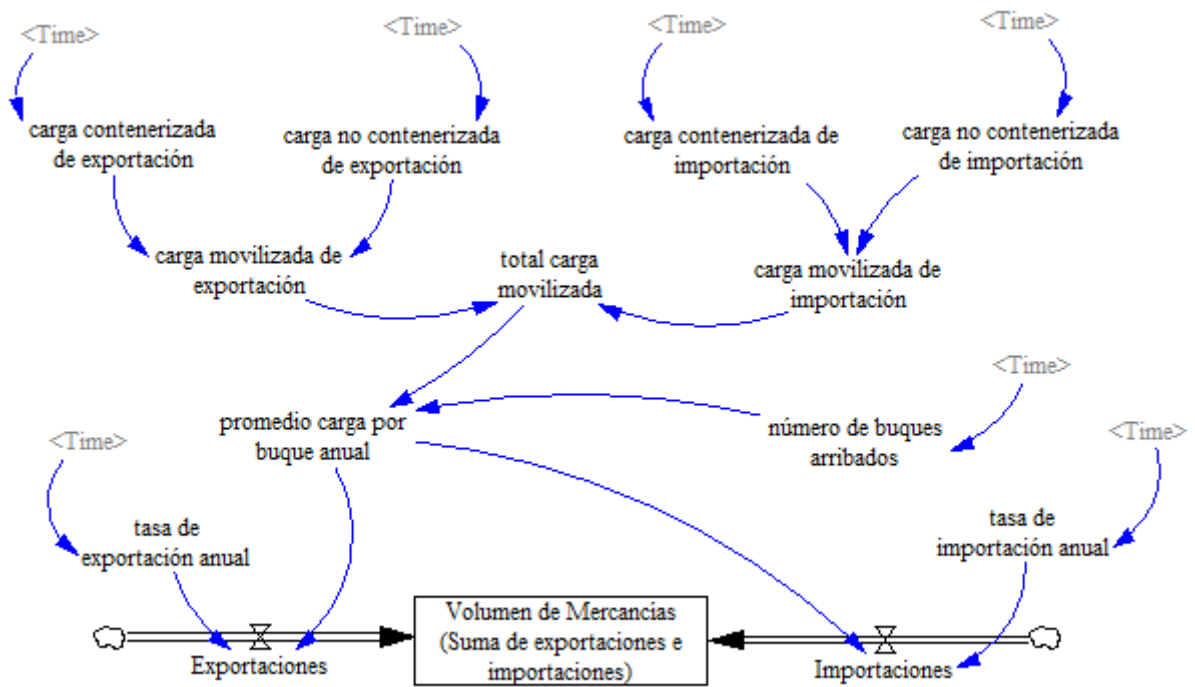 <Time>
<Time>
<Time>
<Time>
carga contenerizada
de exportación
carga no contenerizada
de exportación
carga contenerizada de
importación
carga no contenerizada
de importación
carga movilizada de
exportación
total carga
movilizada
carga movilizada de
importación
<Time>
promedio carga por
buque anual
número de buques
arribados
<Time>
<Time>
tasa de
exportación anual
tasa de
importación anual
Volumen de Mercancias
(Suma de exportaciones e
importaciones)
Exportaciones
Importaciones